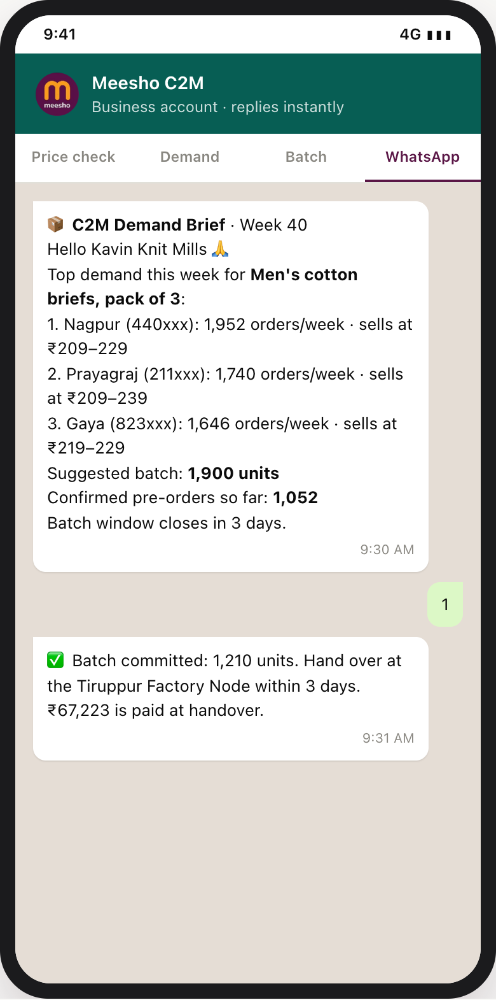 9:41 4G
meesho
Meesho C2M
Business account · replies instantly
Price check Demand Batch WhatsApp
📦 C2M Demand Brief · Week 40
Hello Kavin Knit Mills 🙏
Top demand this week for Men's cotton
briefs, pack of 3:
1. Nagpur (440xxx): 1,952 orders/week · sells at
₹209–229
2. Prayagraj (211xxx): 1,740 orders/week · sells
at ₹209–239
3. Gaya (823xxx): 1,646 orders/week · sells at
₹219–229
Suggested batch: 1,900 units
Confirmed pre-orders so far: 1,052
Batch window closes in 3 days.
9:30 AM
1
✅ Batch committed: 1,210 units. Hand over at
the Tiruppur Factory Node within 3 days.
₹67,223 is paid at handover.
9:31 AM